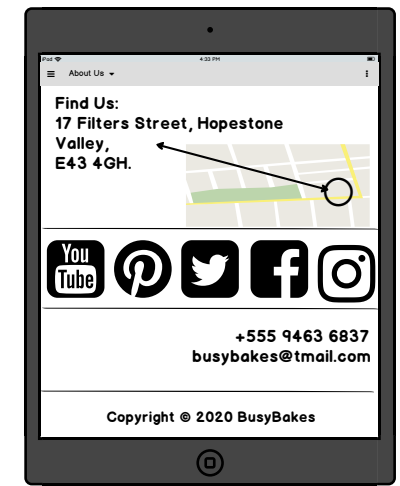 iPad 4:33 PM
About Us
Find Us:
17 Filters Street, Hopestone
Valley,
E43 4GH.
You
Tube
+555 9463 6837
busybakes@tmail.com
Copyright © 2020 BusyBakes